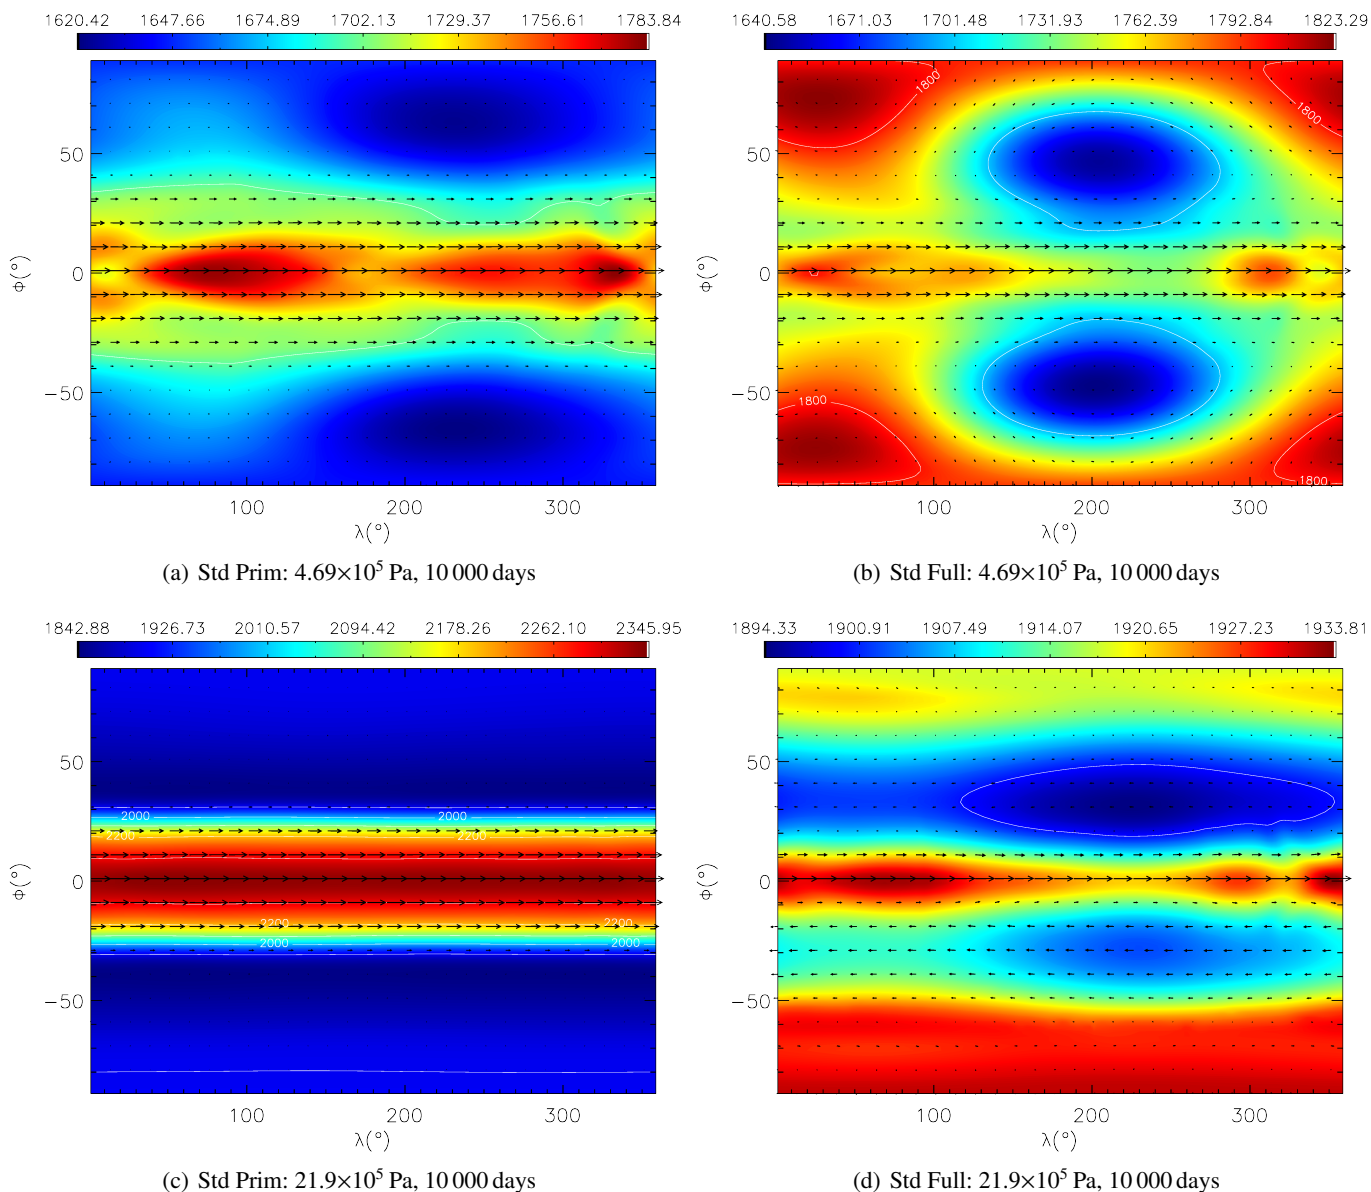 1620.42 1647.66 1674.89 1702.13 1729.37 1756.61 1783.84
1640.58 1671.03 1701.48 1731.93 1762.39 1792.84 1823.29
1800
1800
50
50
Φ(°)
0
Φ(°)
0
−50
−50
1800
1800
100 200 300
100 200 300
λ(°)
λ(°)
(a) Std Prim: 4.69×10⁵ Pa, 10 000 days
(b) Std Full: 4.69×10⁵ Pa, 10 000 days
1842.88 1926.73 2010.57 2094.42 2178.26 2262.10 2345.95
1894.33 1900.91 1907.49 1914.07 1920.65 1927.23 1933.81
50
50
2000 2000
2200 2200
Φ(°)
0
Φ(°)
0
2200 2200
2000 2000
−50
−50
100 200 300
100 200 300
λ(°)
λ(°)
(c) Std Prim: 21.9×10⁵ Pa, 10 000 days
(d) Std Full: 21.9×10⁵ Pa, 10 000 days